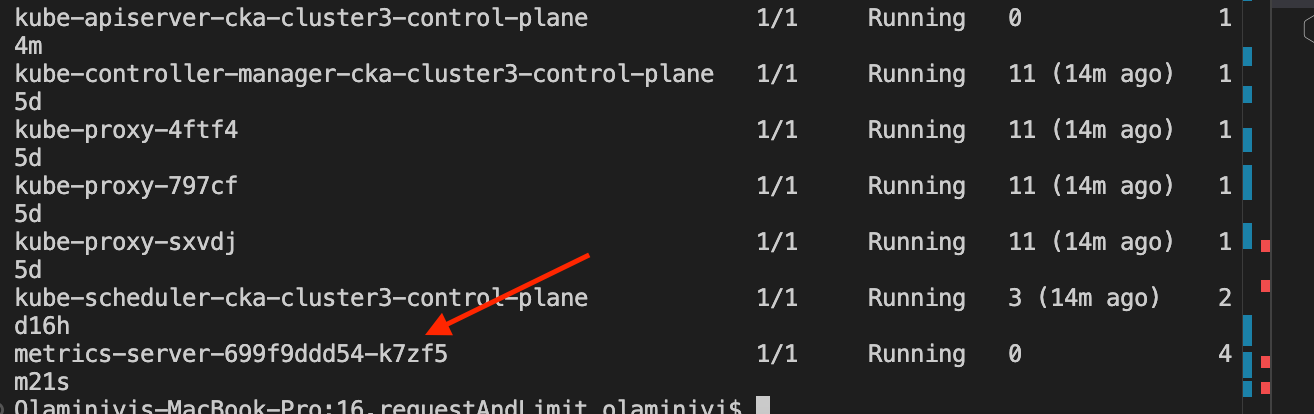 kube-apiserver-cka-cluster3-control-plane 1/1 Running 0 1
4m
kube-controller-manager-cka-cluster3-control-plane 1/1 Running 11 (14m ago) 1
5d
kube-proxy-4ftf4 1/1 Running 11 (14m ago) 1
5d
kube-proxy-797cf 1/1 Running 11 (14m ago) 1
5d
kube-proxy-sxvdj 1/1 Running 11 (14m ago) 1
5d
kube-scheduler-cka-cluster3-control-plane 1/1 Running 3 (14m ago) 2
d16h
metrics-server-699f9ddd54-k7zf5 1/1 Running 0 4
m21s
Olaminiyis-MacBook-Pro:16.requestAndLimit olaminiyi$